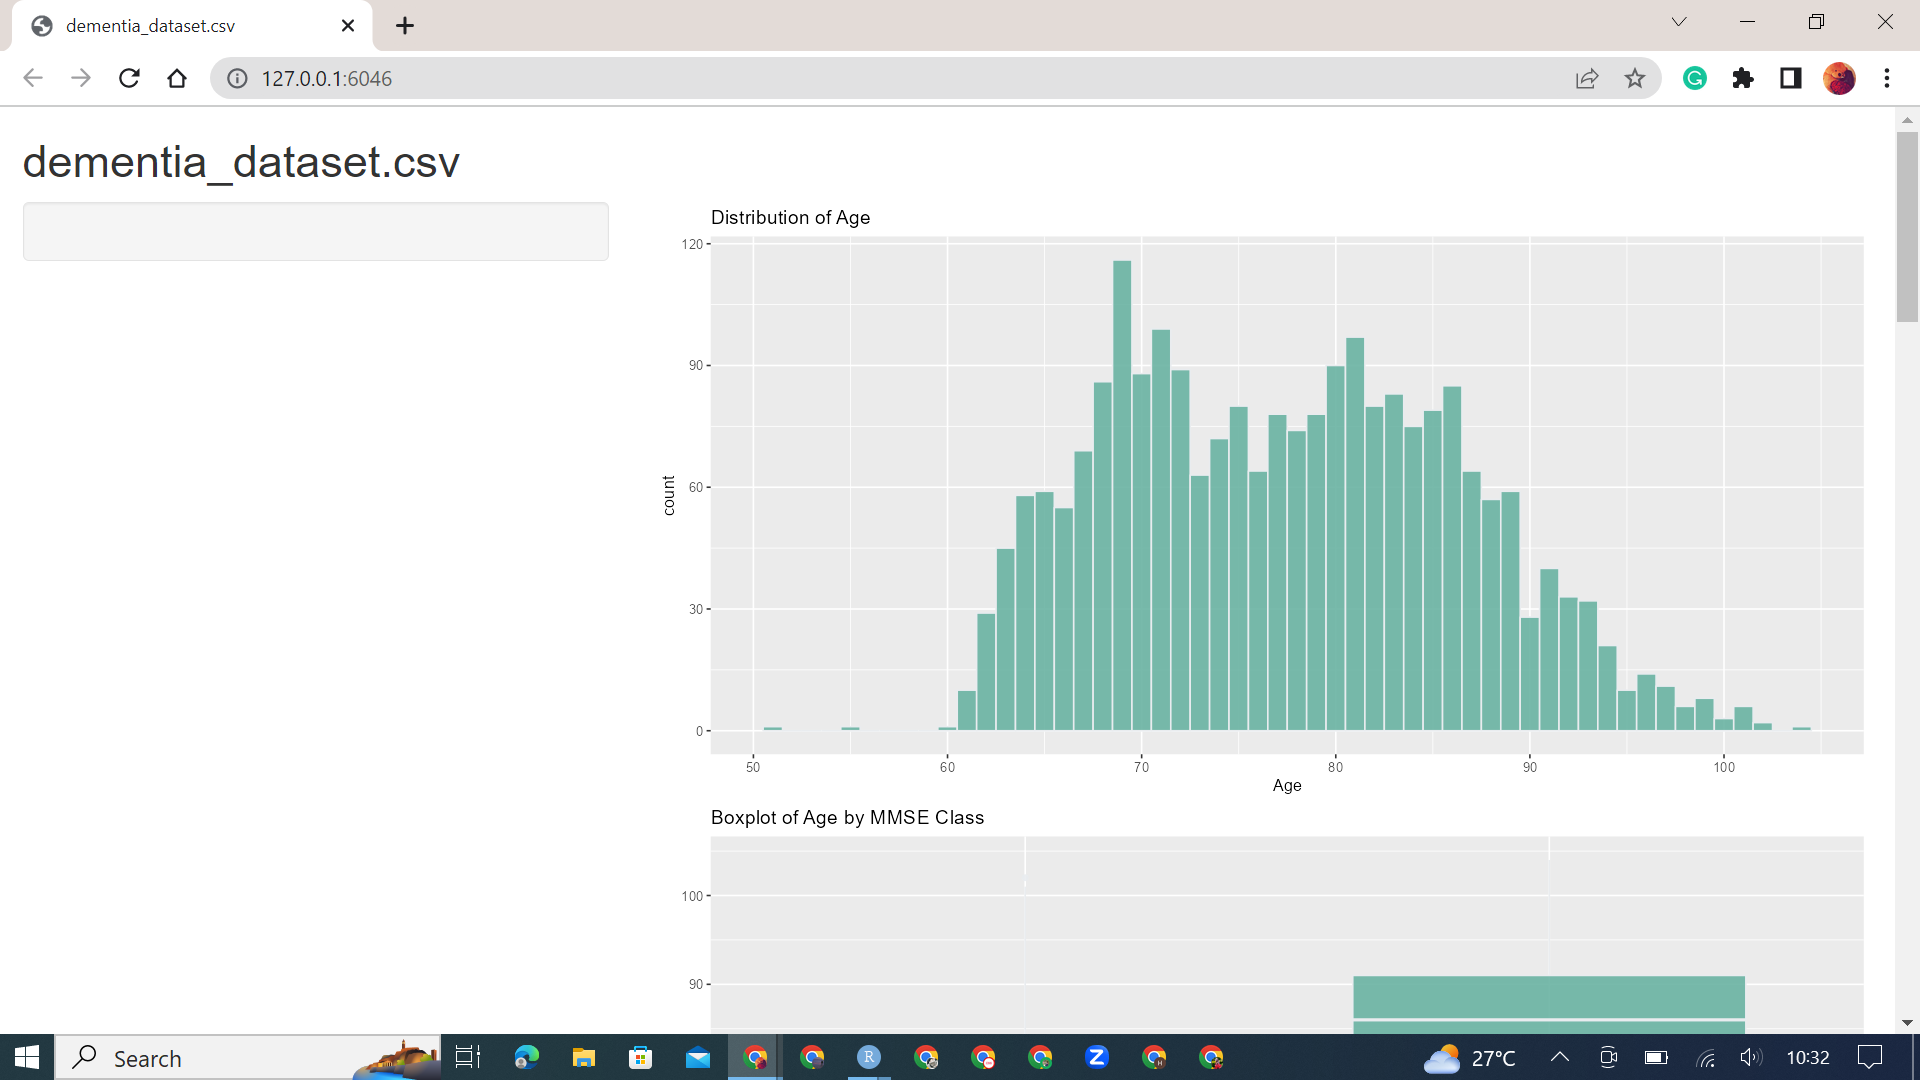 dementia_dataset.csv
127.0.0.1:6046
dementia_dataset.csv
Distribution of Age
120
90
60
30
0
count
50 60 70 80 90 100
Age
Boxplot of Age by MMSE Class
100
90
Search
27°C
10:32